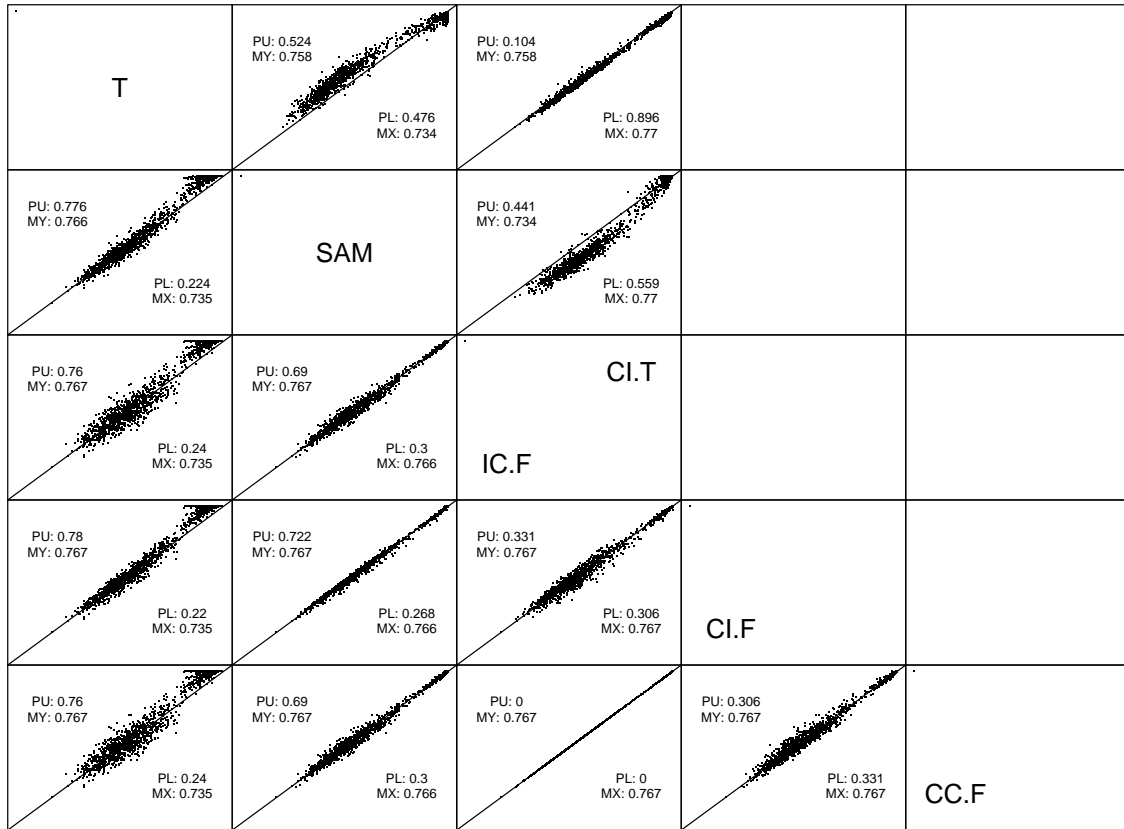 PU: 0.524
MY: 0.758
PL: 0.476
MX: 0.734
PU: 0.104
MY: 0.758
PL: 0.896
MX: 0.77
T
PU: 0.776
MY: 0.766
PL: 0.224
MX: 0.735
SAM
PU: 0.441
MY: 0.734
PL: 0.559
MX: 0.77
PU: 0.76
MY: 0.767
PL: 0.24
MX: 0.735
PU: 0.69
MY: 0.767
PL: 0.3
MX: 0.766
CI.T
IC.F
PU: 0.78
MY: 0.767
PL: 0.22
MX: 0.735
PU: 0.722
MY: 0.767
PL: 0.268
MX: 0.766
PU: 0.331
MY: 0.767
PL: 0.306
MX: 0.767
CI.F
PU: 0.76
MY: 0.767
PL: 0.24
MX: 0.735
PU: 0.69
MY: 0.767
PL: 0.3
MX: 0.766
PU: 0
MY: 0.767
PL: 0
MX: 0.767
PU: 0.306
MY: 0.767
PL: 0.331
MX: 0.767
CC.F